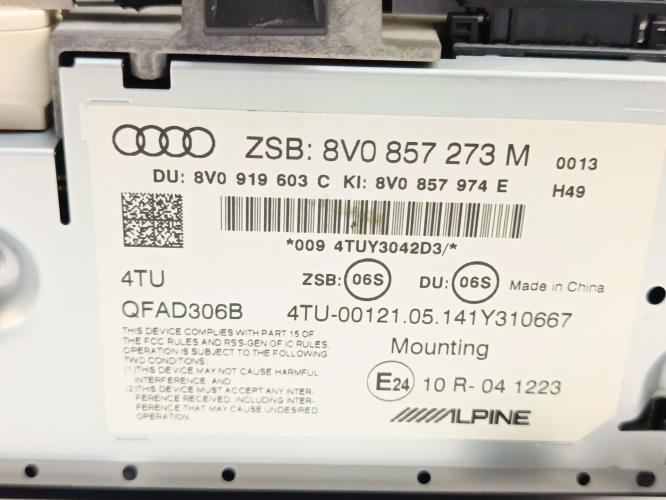 ZSB: 8V0 857 273 M 0013
DU: 8V0 919 603 C KI: 8V0 857 974 E H49
*009 4TUY3042D3/*
4TU ZSB: 06S DU: 06S Made in China
QFAD306B 4TU-00121.05.141Y310667
THIS DEVICE COMPLIES WITH PART 15 OF
THE FCC RULES AND RSS-GEN OF IC RULES.
OPERATION IS SUBJECT TO THE FOLLOWING
TWO CONDITIONS:
(1)THIS DEVICE MAY NOT CAUSE HARMFUL
INTERFERENCE, AND
(2)THIS DEVICE MUST ACCEPT ANY INTER-
FERENCE RECEIVED, INCLUDING INTER-
FERENCE THAT MAY CAUSE UNDESIRED
OPERATION.
Mounting
E24 10 R- 04 1223
ALPINE